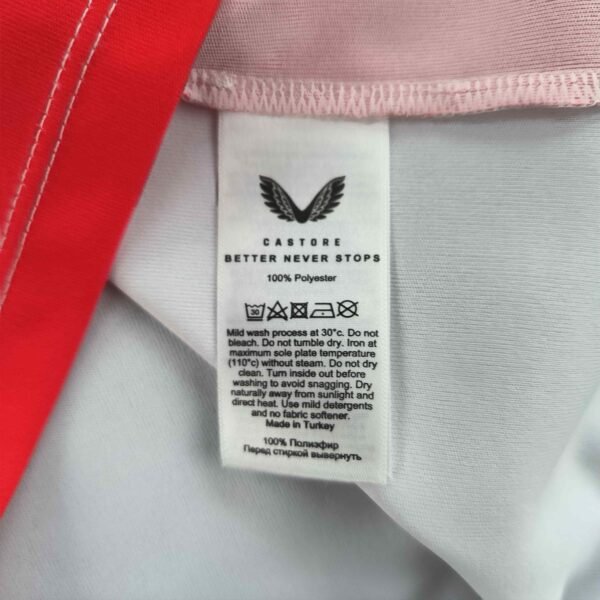 CASTORE
BETTER NEVER STOPS
100% Polyester
30
Mild wash process at 30°c. Do not
bleach. Do not tumble dry. Iron at
maximum sole plate temperature
(110°c) without steam. Do not dry
clean. Turn inside out before
washing to avoid snagging. Dry
naturally away from sunlight and
direct heat. Use mild detergents
and no fabric softener.
Made in Turkey
100% Полиэфир
Перед стиркой вывернуть